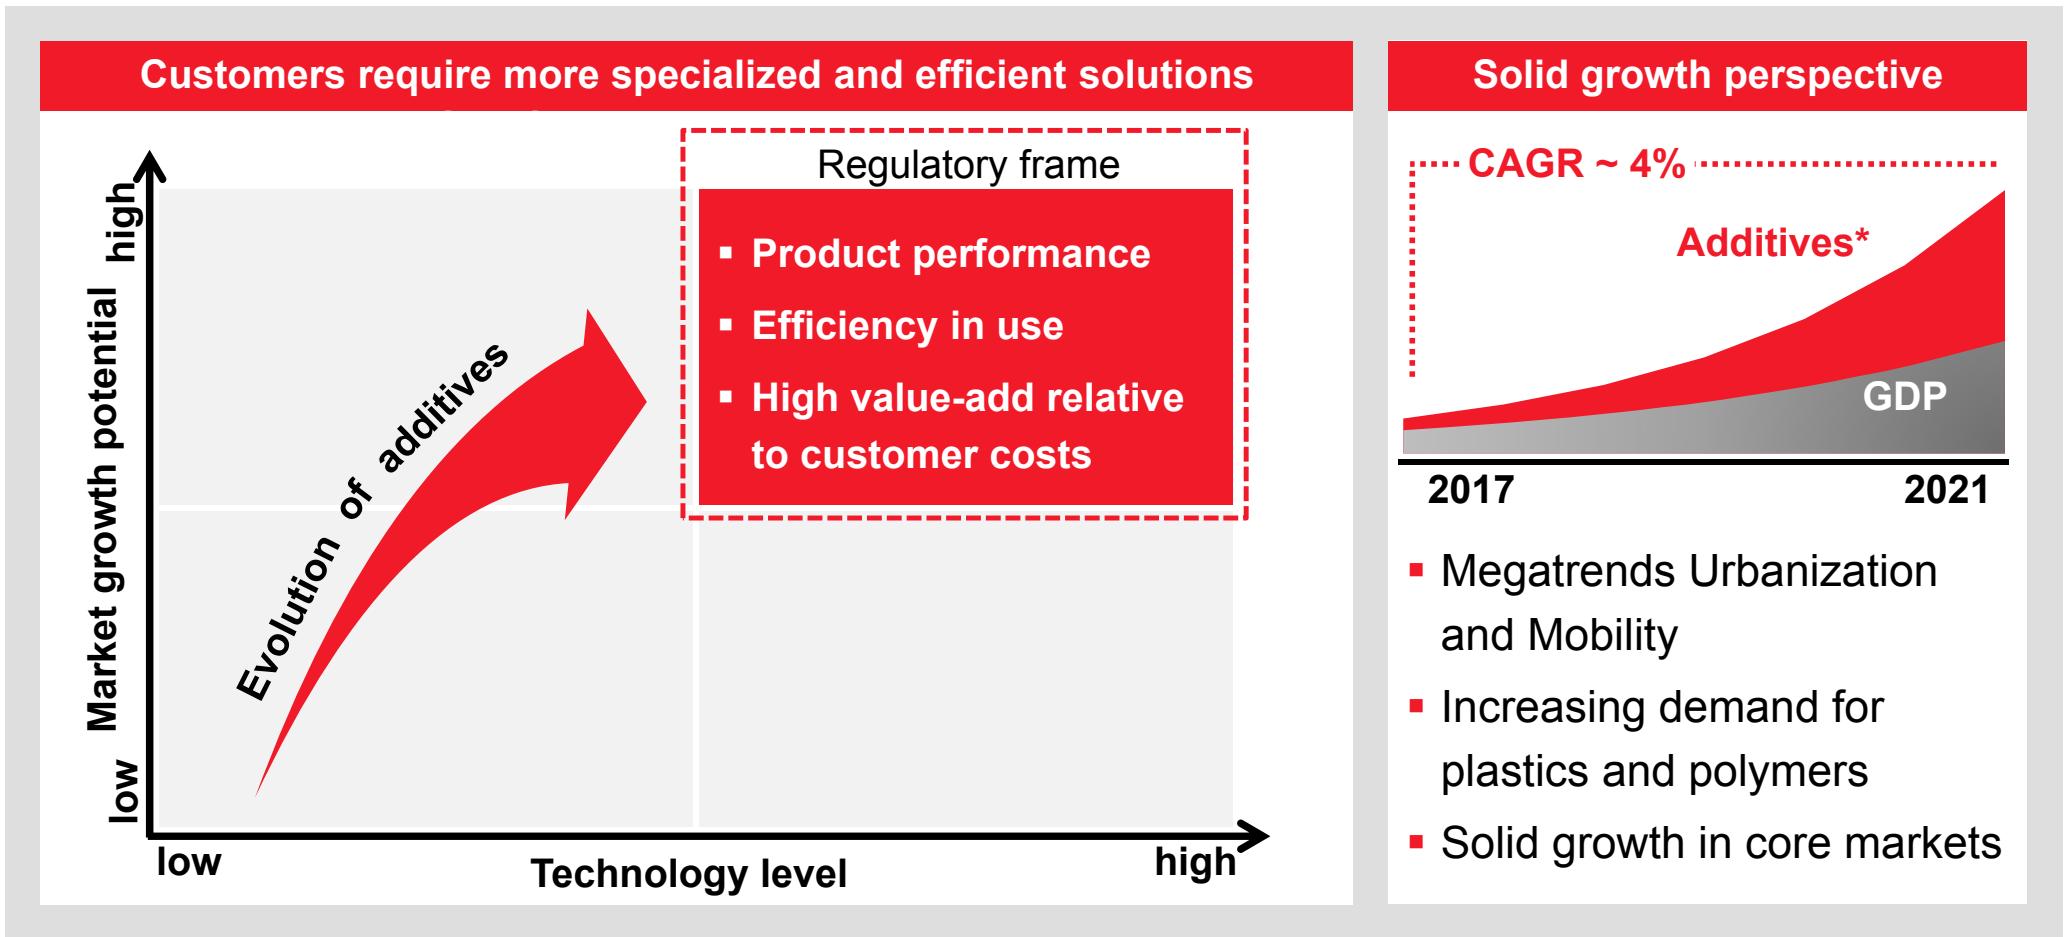 Customers require more specialized and efficient solutions
Regulatory frame
▪ Product performance
▪ Efficiency in use
▪ High value-add relative
to customer costs
Evolution of additives
high
Market growth potential
low
low
Technology level
high
Solid growth perspective
CAGR ~ 4%
Additives*
GDP
2017
2021
▪ Megatrends Urbanization
and Mobility
▪ Increasing demand for
plastics and polymers
▪ Solid growth in core markets